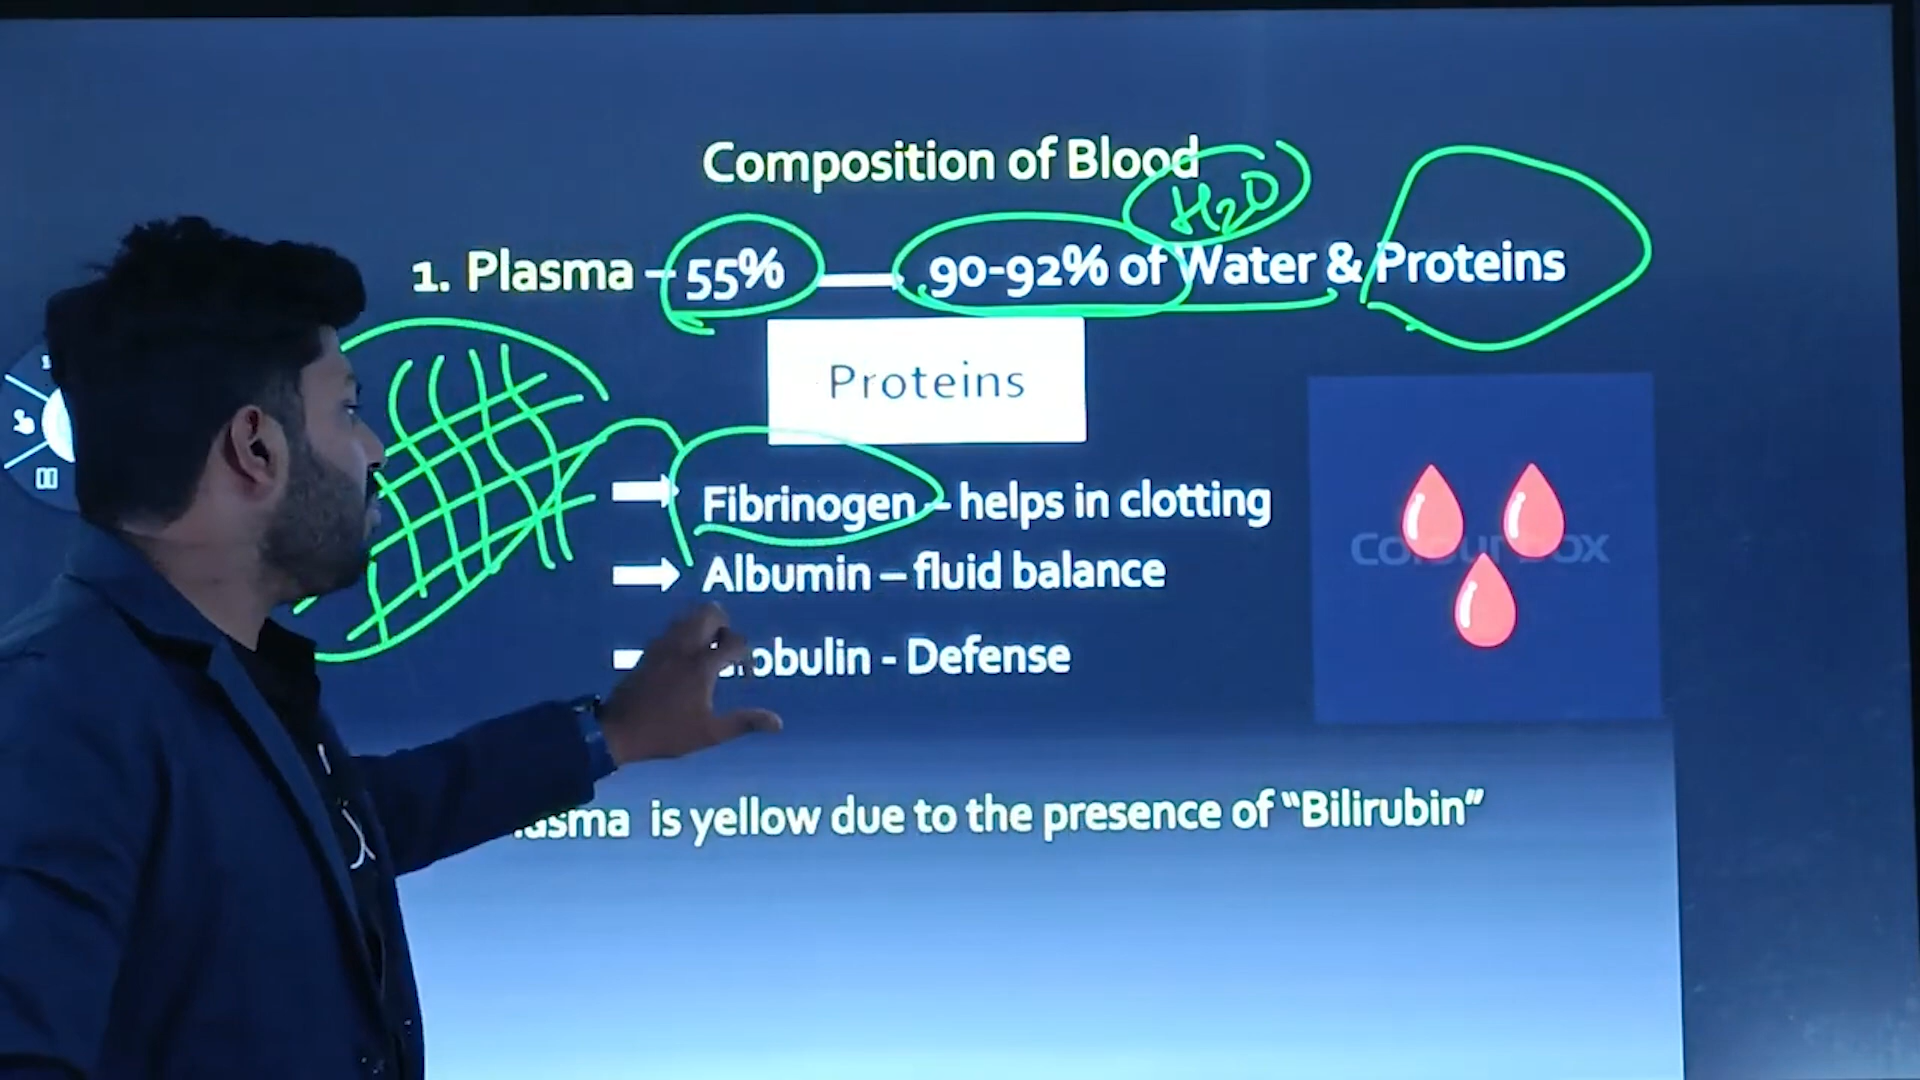 Composition of Blood
H2O
1. Plasma – 55% — 90-92% of Water & Proteins
Proteins
Fibrinogen – helps in clotting
Albumin – fluid balance
obulin - Defense
is yellow due to the presence of “Bilirubin”